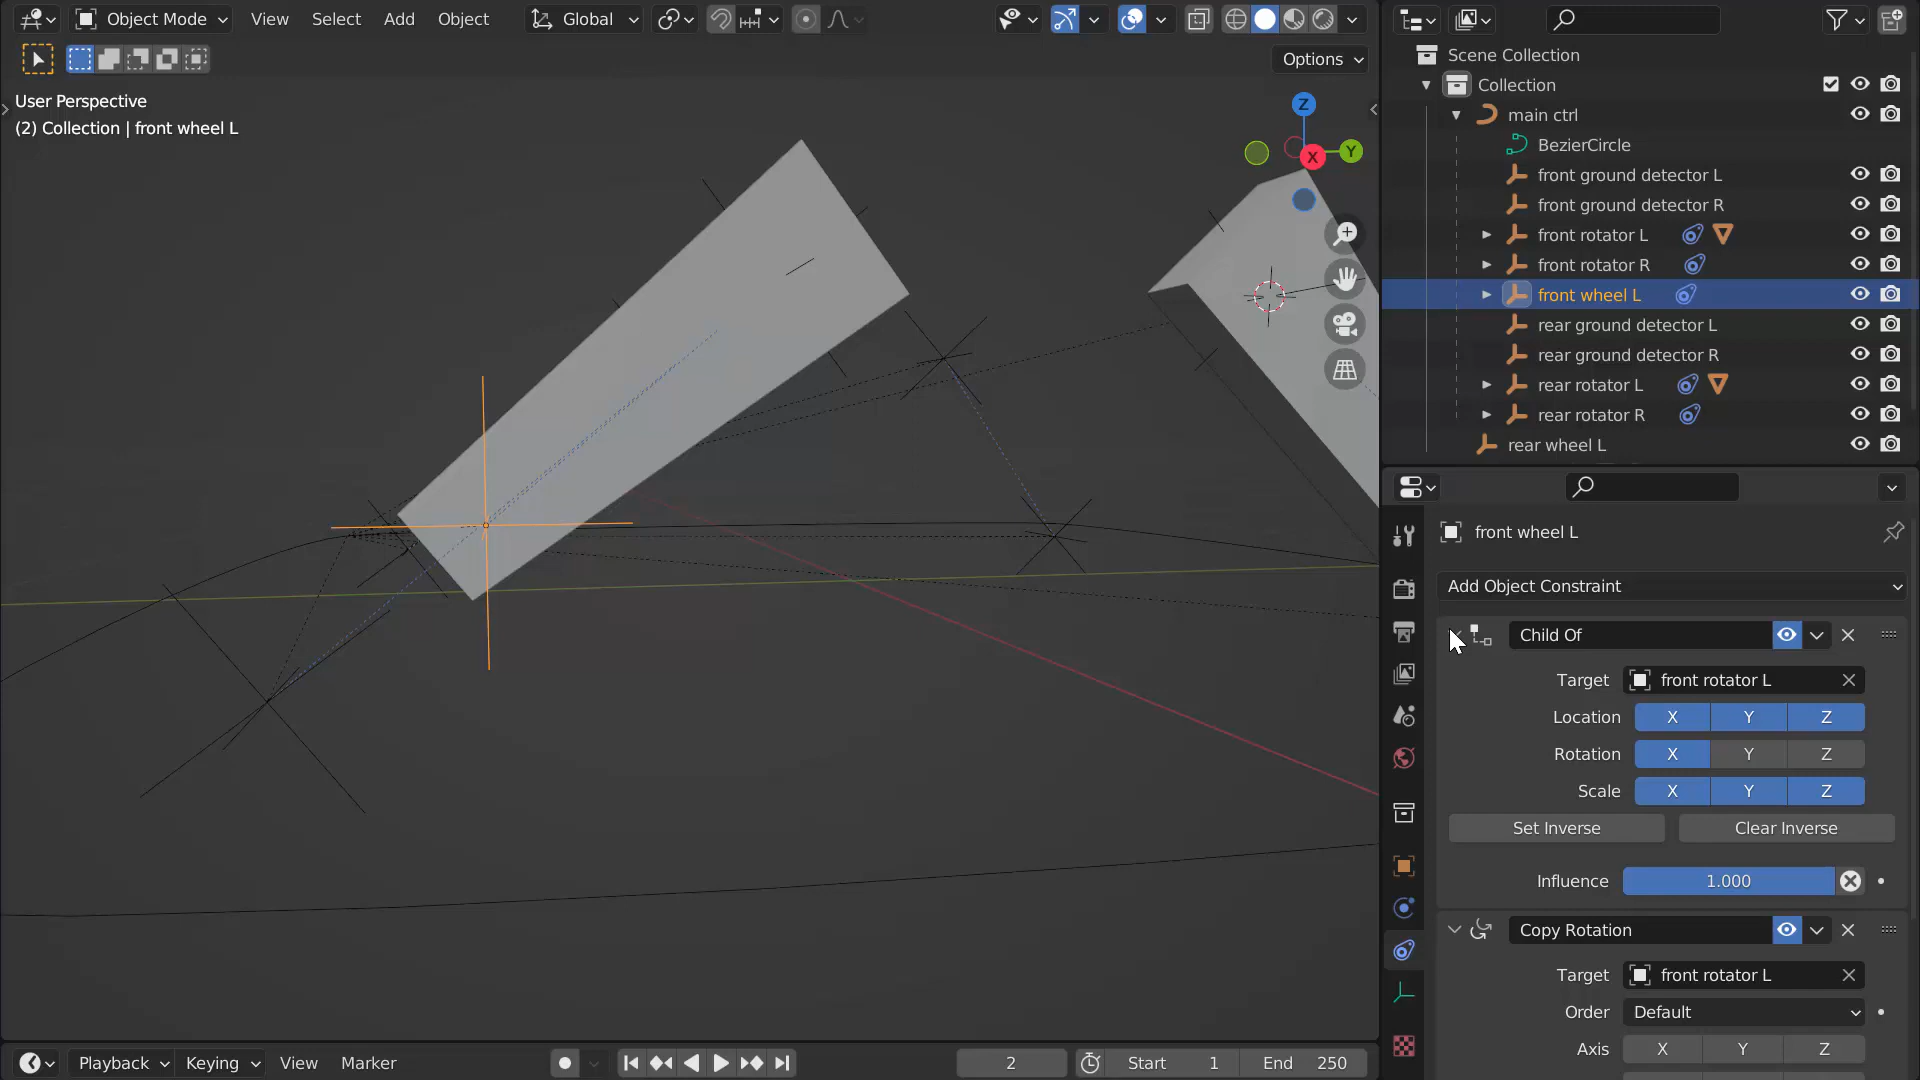 Object Mode View Select Add Object Global
Options
User Perspective
(2) Collection | front wheel L
Z
Y
X
Playback Keying View Marker 2 Start 1 End 250
Scene Collection
Collection
main ctrl
BezierCircle
front ground detector L
front ground detector R
front rotator L
front rotator R
front wheel L
rear ground detector L
rear ground detector R
rear rotator L
rear rotator R
rear wheel L
front wheel L
Add Object Constraint
Child Of
Target front rotator L
Location X Y Z
Rotation X Y Z
Scale X Y Z
Set Inverse Clear Inverse
Influence 1.000
Copy Rotation
Target front rotator L
Order Default
Axis X Y Z